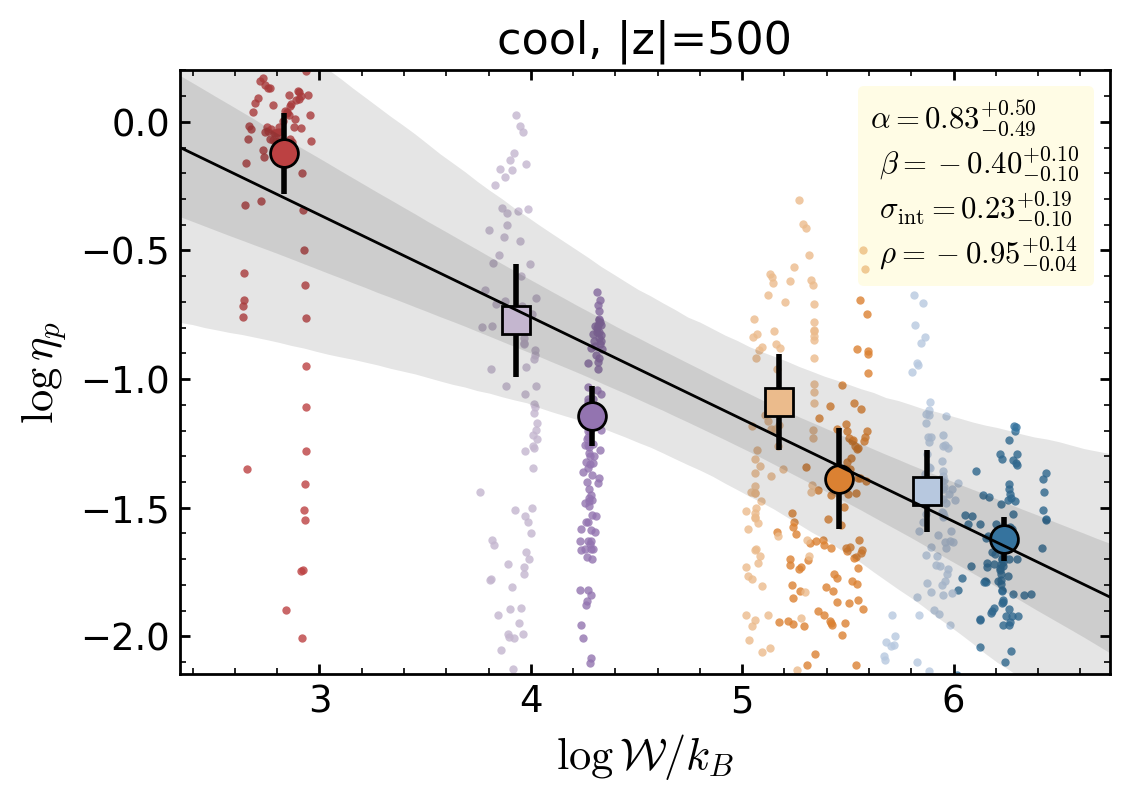 cool, |z|=500
α = 0.83^{+0.50}_{−0.49}
β = −0.40^{+0.10}_{−0.10}
σ_{int} = 0.23^{+0.19}_{−0.10}
ρ = −0.95^{+0.14}_{−0.04}
log η_p
0.0
−0.5
−1.0
−1.5
−2.0
3 4 5 6
log 𝒲/k_B